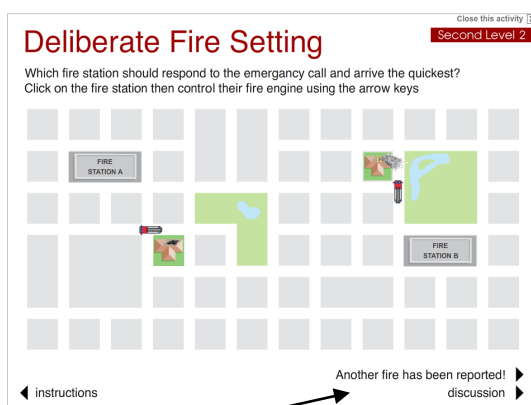 Close this activity
Deliberate Fire Setting
Second Level 2
Which fire station should respond to the emergancy call and arrive the quickest?
Click on the fire station then control their fire engine using the arrow keys
FIRE
STATION A
FIRE
STATION B
Another fire has been reported!
instructions
discussion